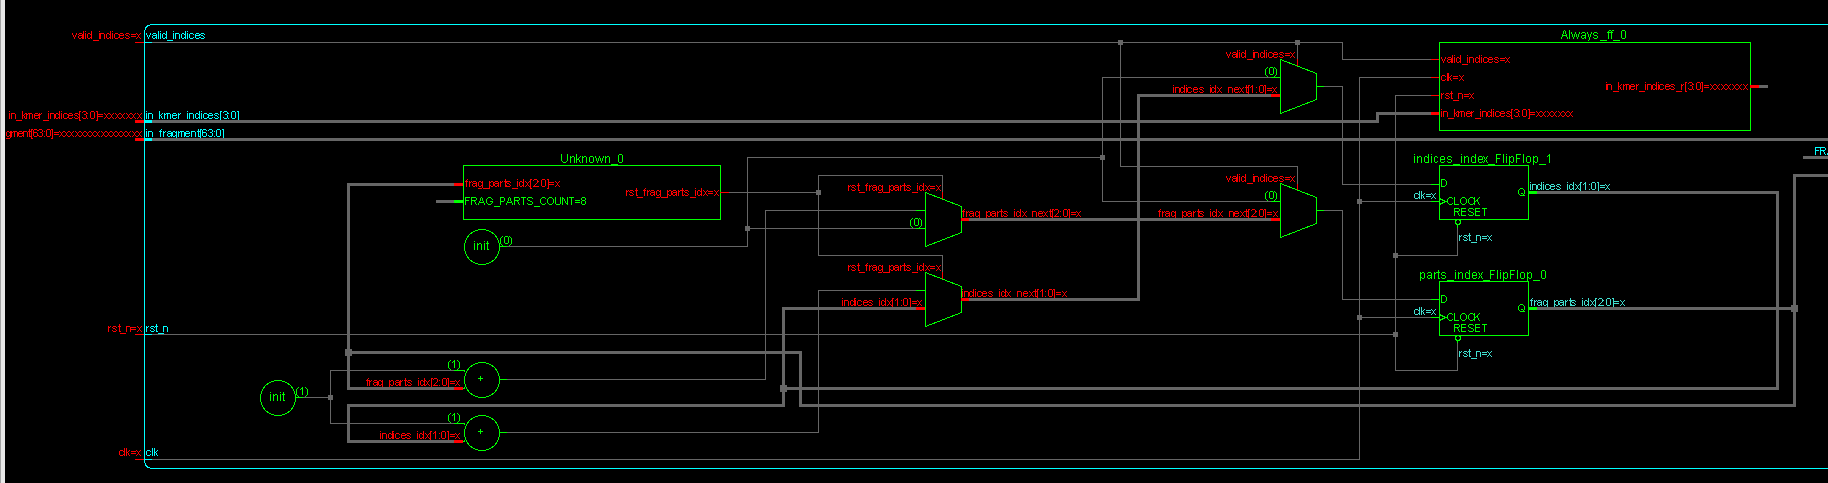 valid_indices=x
valid_indices
Always_ff_0
valid_indices=x
(0)
indices_idx_next[1:0]=x
valid_indices=x
clk=x
rst_n=x
in_kmer_indices[3:0]=xxxxxxx
in_kmer_indices_r[3:0]=xxxxxxx
in_kmer_indices[3:0]=xxxxxxx
in_kmer_indices[3:0]
gment[63:0]=xxxxxxxxxxxxxxx
in_fragment[63:0]
FR
Unknown_0
frag_parts_idx[2:0]=x
rst_frag_parts_idx=x
FRAG_PARTS_COUNT=8
init
(0)
rst_frag_parts_idx=x
(0)
frag_parts_idx_next[2:0]=x
valid_indices=x
(0)
frag_parts_idx_next[2:0]=x
indices_index_FlipFlop_1
D
Q
indices_idx[1:0]=x
clk=x
CLOCK
RESET
rst_n=x
rst_frag_parts_idx=x
indices_idx[1:0]=x
indices_idx_next[1:0]=x
parts_index_FlipFlop_0
D
Q
frag_parts_idx[2:0]=x
clk=x
CLOCK
RESET
rst_n=x
rst_n=x
rst_n
(1)
frag_parts_idx[2:0]=x
+
init
(1)
(1)
indices_idx[1:0]=x
+
clk=x
clk